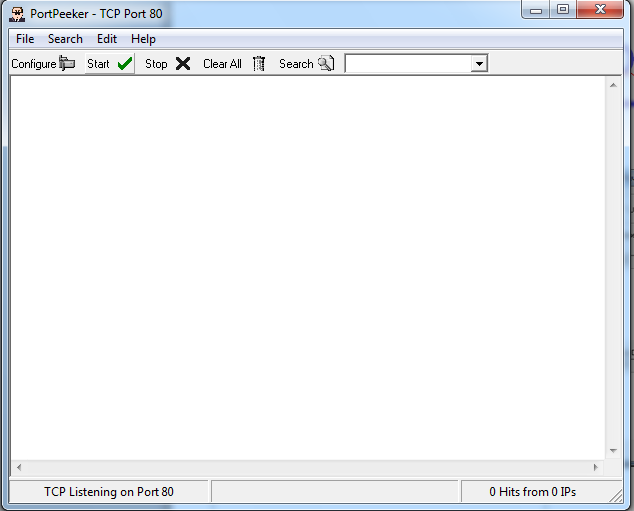 PortPeeker - TCP Port 80
File Search Edit Help
Configure Start Stop Clear All Search
TCP Listening on Port 80 0 Hits from 0 IPs